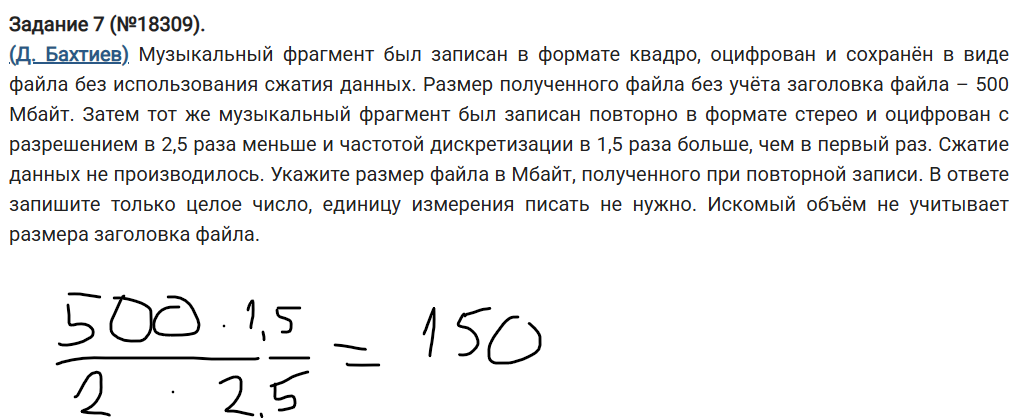 Задание 7 (№18309).
(Д. Бахтиев) Музыкальный фрагмент был записан в формате квадро, оцифрован и сохранён в виде
файла без использования сжатия данных. Размер полученного файла без учёта заголовка файла – 500
Мбайт. Затем тот же музыкальный фрагмент был записан повторно в формате стерео и оцифрован с
разрешением в 2,5 раза меньше и частотой дискретизации в 1,5 раза больше, чем в первый раз. Сжатие
данных не производилось. Укажите размер файла в Мбайт, полученного при повторной записи. В ответе
запишите только целое число, единицу измерения писать не нужно. Искомый объём не учитывает
размера заголовка файла.
500 · 1,5
= 150
2 · 2,5